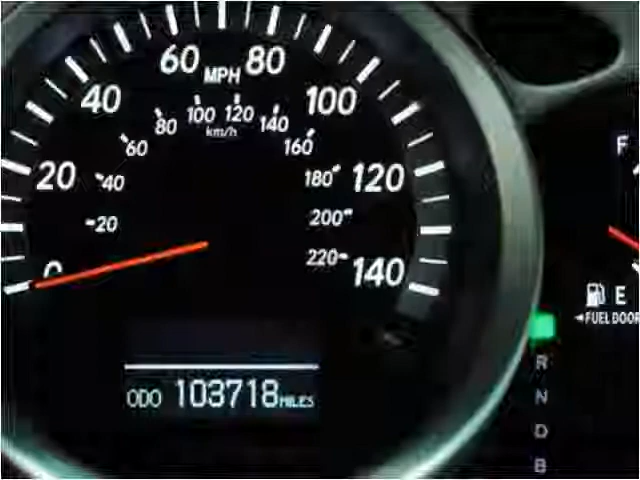 60 MPH 80
40 100
100 120
80 140
km/h
60 160
20 40 180 120
20 200
220
0 140
ODO 103718 MILES
F
E
◄FUEL DOOR
R
N
D
B